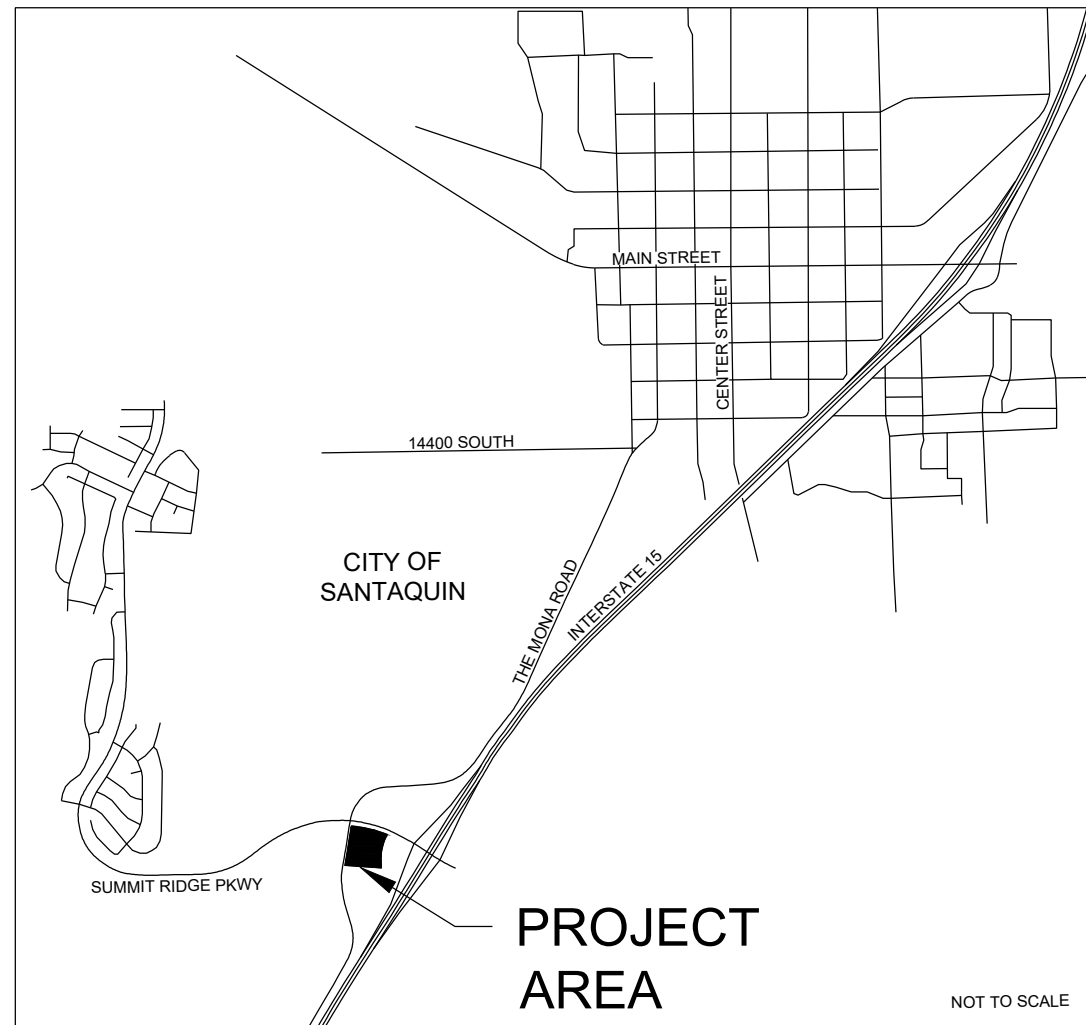 MAIN STREET
CENTER STREET
14400 SOUTH
CITY OF
SANTAQUIN
THE MONA ROAD
INTERSTATE 15
SUMMIT RIDGE PKWY
PROJECT
AREA
NOT TO SCALE